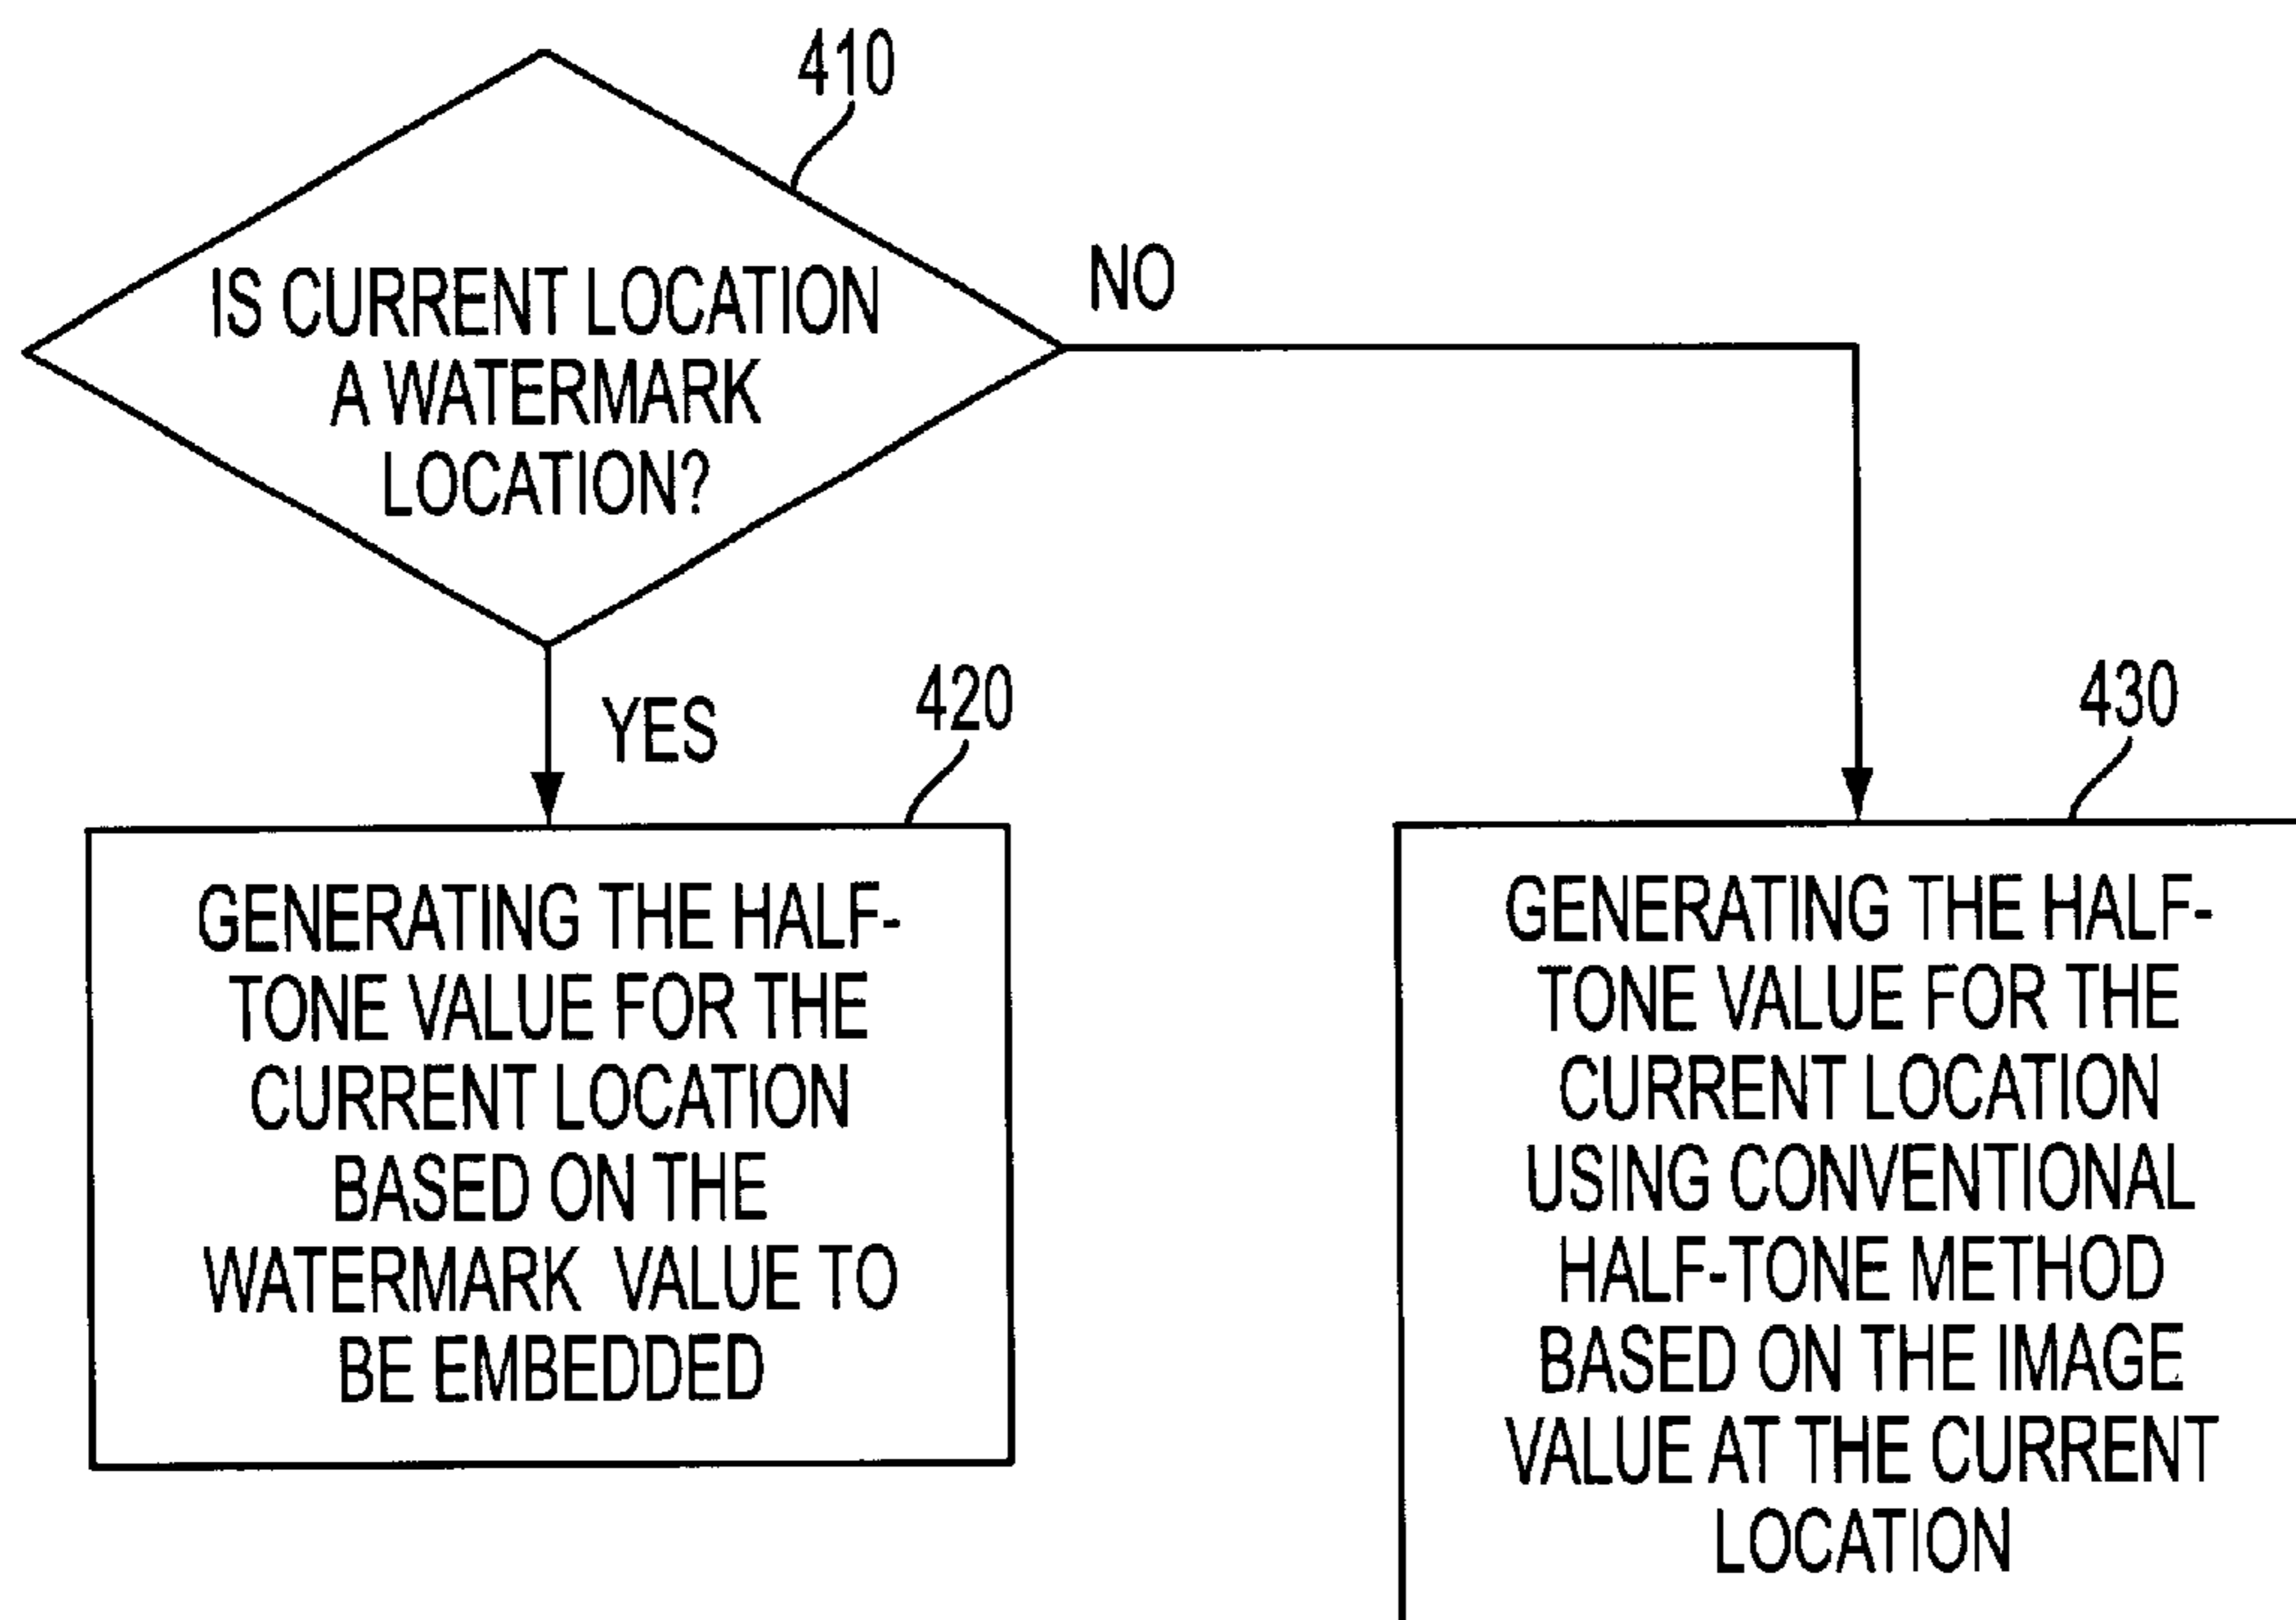 410
IS CURRENT LOCATION
A WATERMARK
LOCATION?
NO
YES
420
GENERATING THE HALF-
TONE VALUE FOR THE
CURRENT LOCATION
BASED ON THE
WATERMARK VALUE TO
BE EMBEDDED
430
GENERATING THE HALF-
TONE VALUE FOR THE
CURRENT LOCATION
USING CONVENTIONAL
HALF-TONE METHOD
BASED ON THE IMAGE
VALUE AT THE CURRENT
LOCATION